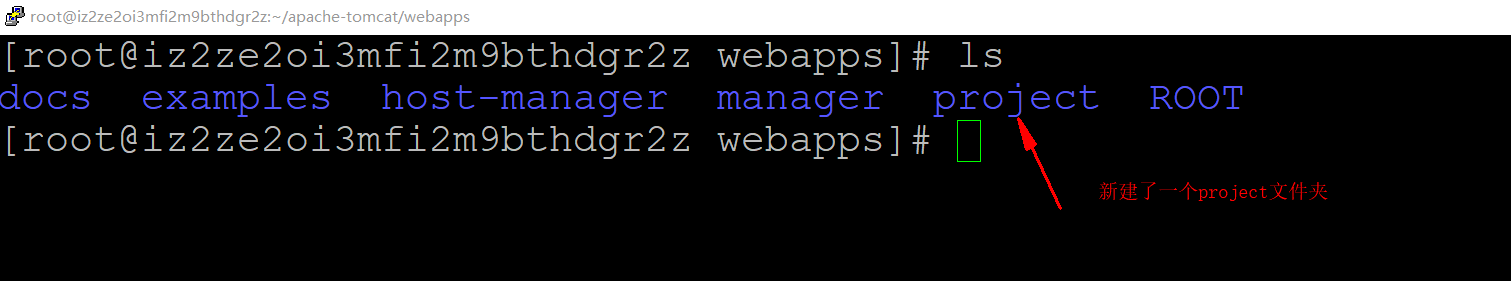 root@iz2ze2oi3mfi2m9bthdgr2z:~/apache-tomcat/webapps
[root@iz2ze2oi3mfi2m9bthdgr2z webapps]# ls
docs  examples  host-manager  manager  project  ROOT
[root@iz2ze2oi3mfi2m9bthdgr2z webapps]#
新建了一个project文件夹